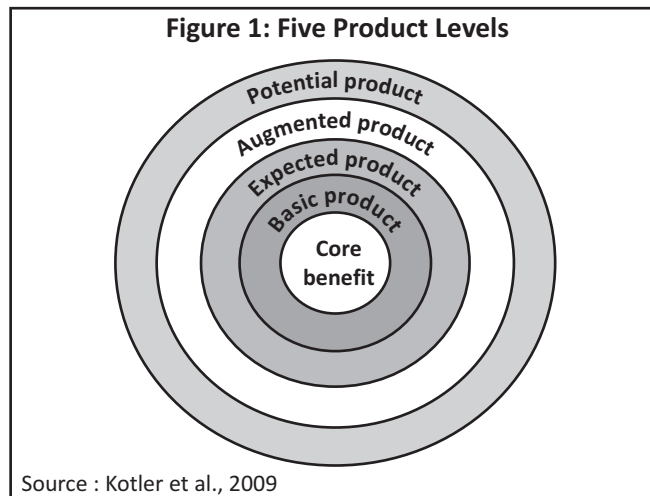 Figure 1: Five Product Levels
Potential product
Augmented product
Expected product
Basic product
Core
benefit
Source : Kotler et al., 2009